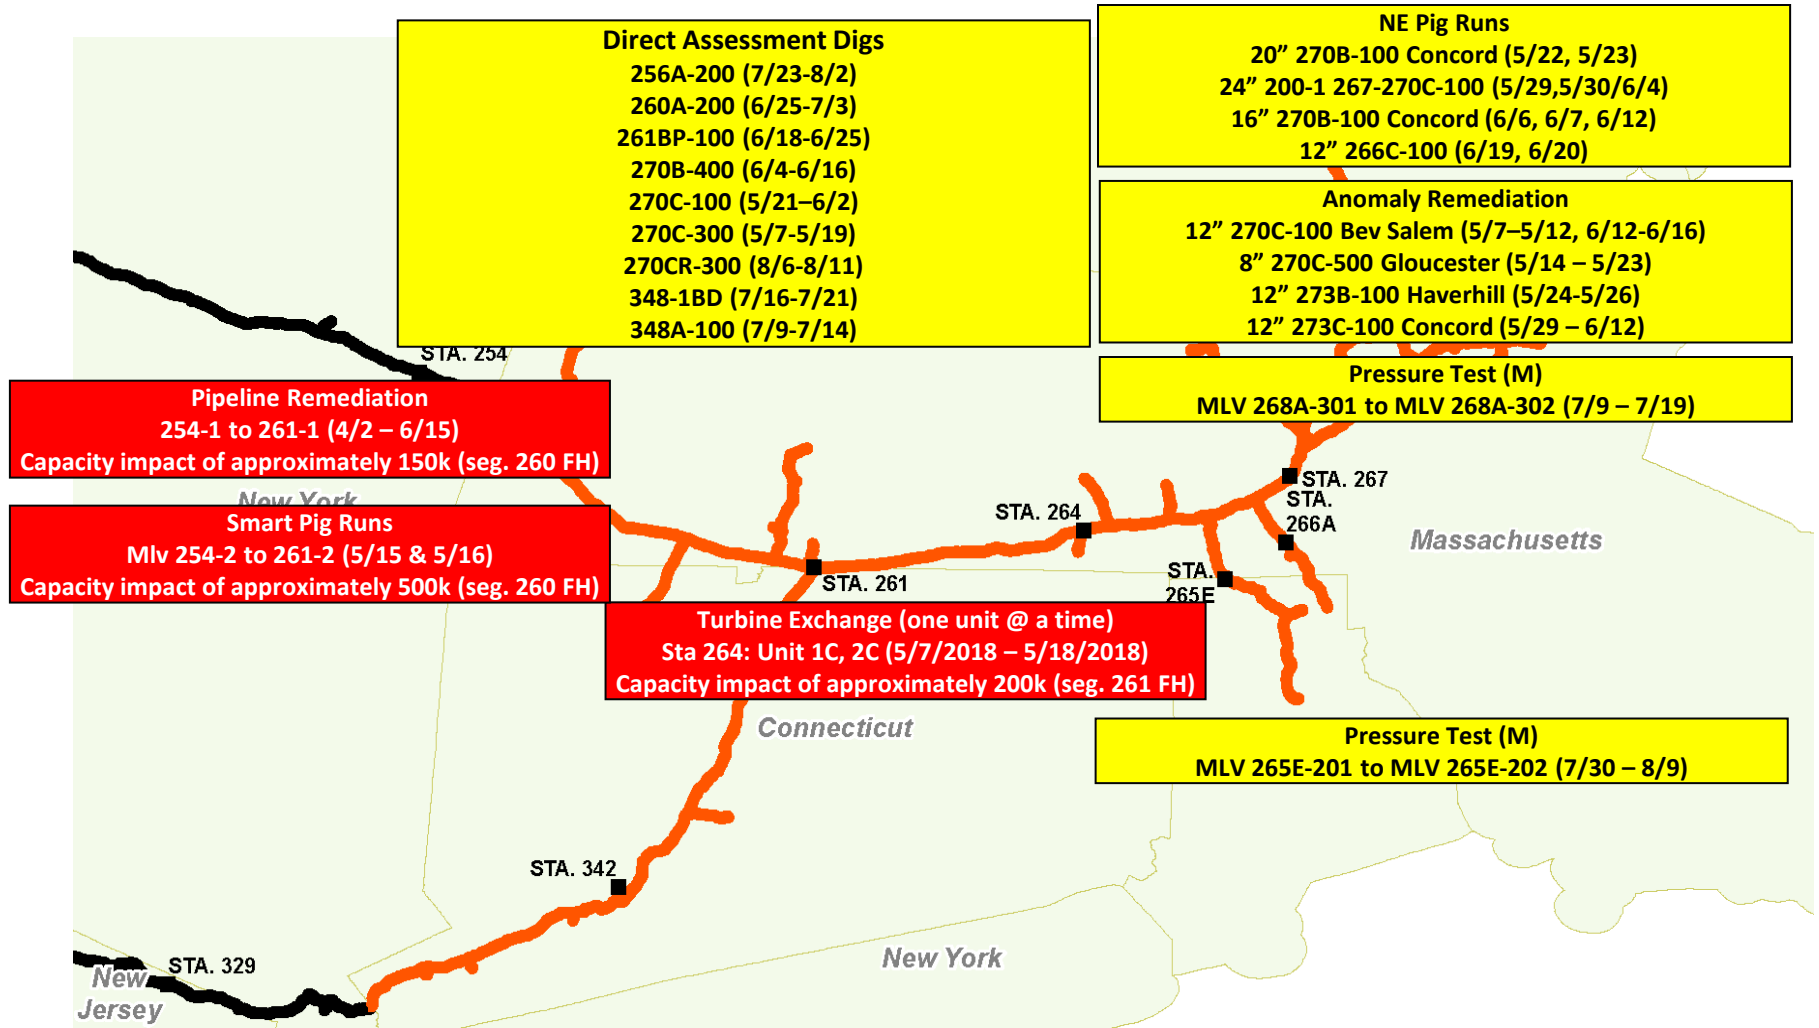 Direct Assessment Digs
256A-200 (7/23-8/2)
260A-200 (6/25-7/3)
261BP-100 (6/18-6/25)
270B-400 (6/4-6/16)
270C-100 (5/21–6/2)
270C-300 (5/7-5/19)
270CR-300 (8/6-8/11)
348-1BD (7/16-7/21)
348A-100 (7/9-7/14)
NE Pig Runs
20” 270B-100 Concord (5/22, 5/23)
24” 200-1 267-270C-100 (5/29,5/30/6/4)
16” 270B-100 Concord (6/6, 6/7, 6/12)
12” 266C-100 (6/19, 6/20)
Anomaly Remediation
12” 270C-100 Bev Salem (5/7–5/12, 6/12-6/16)
8” 270C-500 Gloucester (5/14 – 5/23)
12” 273B-100 Haverhill (5/24-5/26)
12” 273C-100 Concord (5/29 – 6/12)
Pressure Test (M)
MLV 268A-301 to MLV 268A-302 (7/9 – 7/19)
STA. 254
Pipeline Remediation
254-1 to 261-1 (4/2 – 6/15)
Capacity impact of approximately 150k (seg. 260 FH)
New York
Smart Pig Runs
Mlv 254-2 to 261-2 (5/15 & 5/16)
Capacity impact of approximately 500k (seg. 260 FH)
STA. 261
STA. 264
STA. 267
STA.
266A
STA.
265E
Massachusetts
Turbine Exchange (one unit @ a time)
Sta 264: Unit 1C, 2C (5/7/2018 – 5/18/2018)
Capacity impact of approximately 200k (seg. 261 FH)
Connecticut
Pressure Test (M)
MLV 265E-201 to MLV 265E-202 (7/30 – 8/9)
STA. 342
STA. 329
New
Jersey
New York